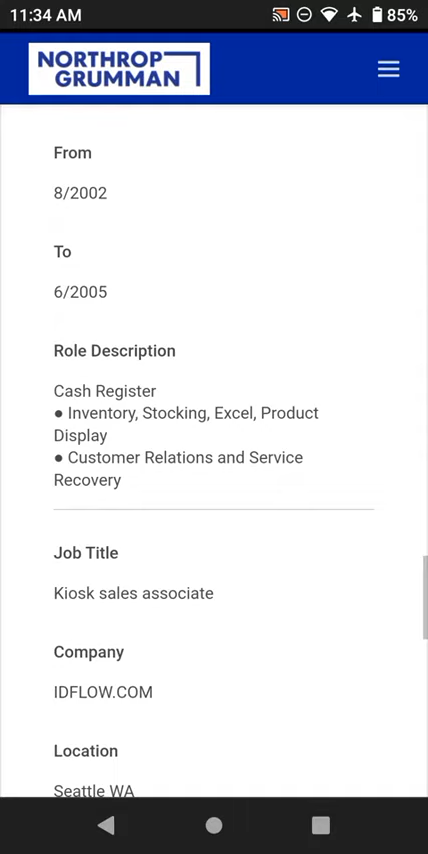 11:34 AM
85%
NORTHROP
GRUMMAN
From
8/2002
To
6/2005
Role Description
Cash Register
● Inventory, Stocking, Excel, Product
Display
● Customer Relations and Service
Recovery
Job Title
Kiosk sales associate
Company
IDFLOW.COM
Location
Seattle WA